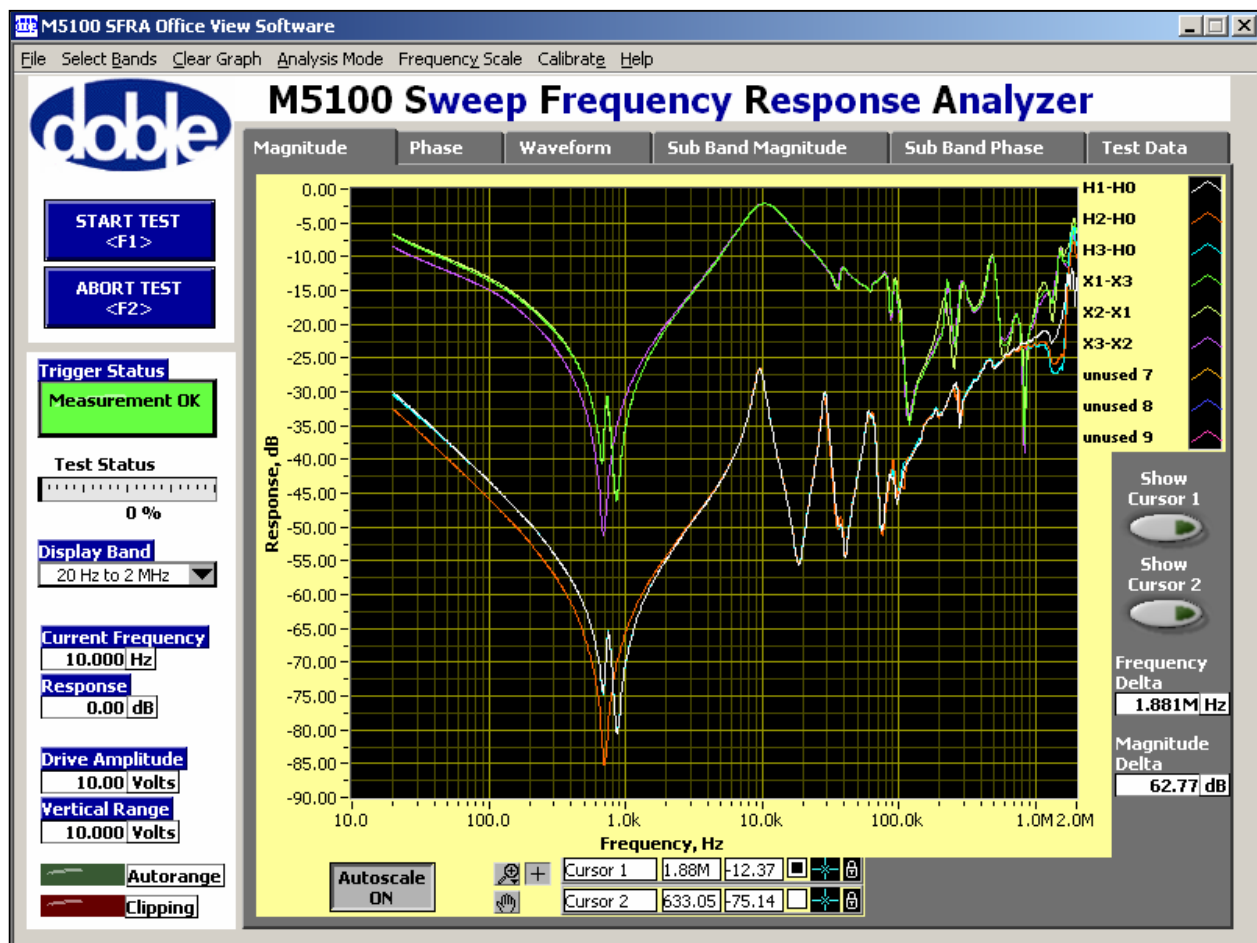 M5100 SFRA Office View Software
File Select Bands Clear Graph Analysis Mode Frequency Scale Calibrate Help
doble
M5100 Sweep Frequency Response Analyzer
Magnitude Phase Waveform Sub Band Magnitude Sub Band Phase Test Data
START TEST
<F1>
ABORT TEST
<F2>
Trigger Status
Measurement OK
Test Status
0 %
Display Band
20 Hz to 2 MHz
Current Frequency
10.000 Hz
Response
0.00 dB
Drive Amplitude
10.00 Volts
Vertical Range
10.000 Volts
Autorange
Clipping
Response, dB
0.00
-5.00
-10.00
-15.00
-20.00
-25.00
-30.00
-35.00
-40.00
-45.00
-50.00
-55.00
-60.00
-65.00
-70.00
-75.00
-80.00
-85.00
-90.00
10.0 100.0 1.0k 10.0k 100.0k 1.0M 2.0M
Frequency, Hz
H1-H0
H2-H0
H3-H0
X1-X3
X2-X1
X3-X2
unused 7
unused 8
unused 9
Show
Cursor 1
Show
Cursor 2
Frequency
Delta
1.881M Hz
Magnitude
Delta
62.77 dB
Autoscale
ON
Cursor 1 1.88M -12.37
Cursor 2 633.05 -75.14